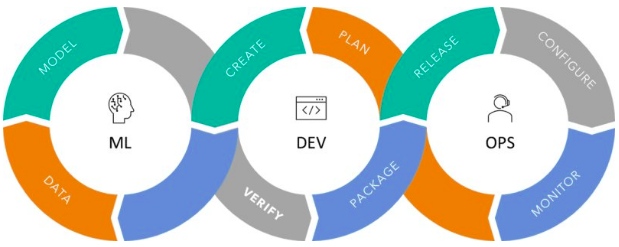 MODEL
DATA
ML
CREATE
PLAN
VERIFY
PACKAGE
</>
DEV
RELEASE
CONFIGURE
MONITOR
OPS